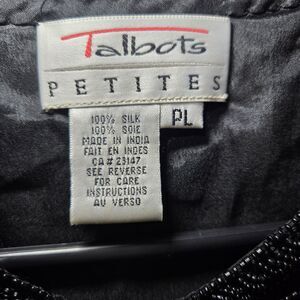 Talbots
PETITES
PL
100% SILK
100% SOIE
MADE IN INDIA
FAIT EN INDES
CA# 29147
SEE REVERSE
FOR CARE
INSTRUCTIONS
AU VERSO